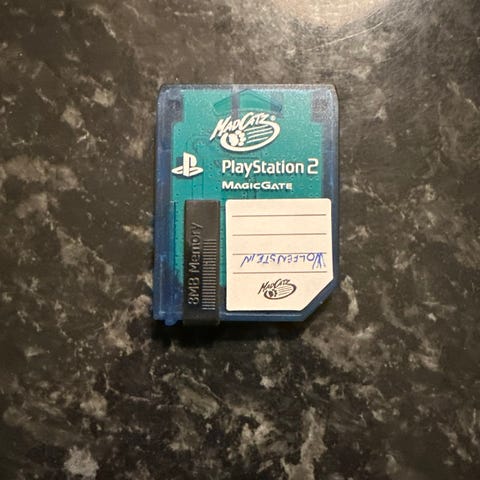 MADCATZ®
PlayStation 2
MAGICGATE
8MB Memory
WOLFENSTEIN
MADCATZ